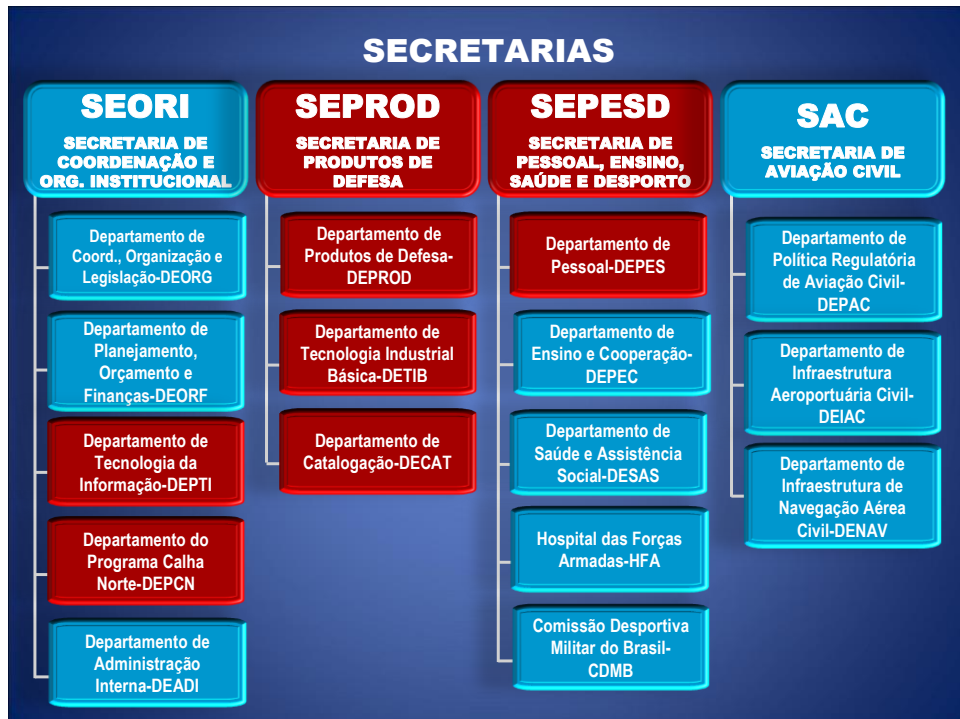 SECRETARIAS
SEORI
SECRETARIA DE
COORDENAÇÃO E
ORG. INSTITUCIONAL
Departamento de
Coord., Organização e
Legislação-DEORG
Departamento de
Planejamento,
Orçamento e
Finanças-DEORF
Departamento de
Tecnologia da
Informação-DEPTI
Departamento do
Programa Calha
Norte-DEPCN
Departamento de
Administração
Interna-DEADI
SEPROD
SECRETARIA DE
PRODUTOS DE
DEFESA
Departamento de
Produtos de Defesa-
DEPROD
Departamento de
Tecnologia Industrial
Básica-DETIB
Departamento de
Catalogação-DECAT
SEPESD
SECRETARIA DE
PESSOAL, ENSINO,
SAÚDE E DESPORTO
Departamento de
Pessoal-DEPES
Departamento de
Ensino e Cooperação-
DEPEC
Departamento de
Saúde e Assistência
Social-DESAS
Hospital das Forças
Armadas-HFA
Comissão Desportiva
Militar do Brasil-
CDMB
SAC
SECRETARIA DE
AVIAÇÃO CIVIL
Departamento de
Política Regulatória
de Aviação Civil-
DEPAC
Departamento de
Infraestrutura
Aeroportuária Civil-
DEIAC
Departamento de
Infraestrutura de
Navegação Aérea
Civil-DENAV